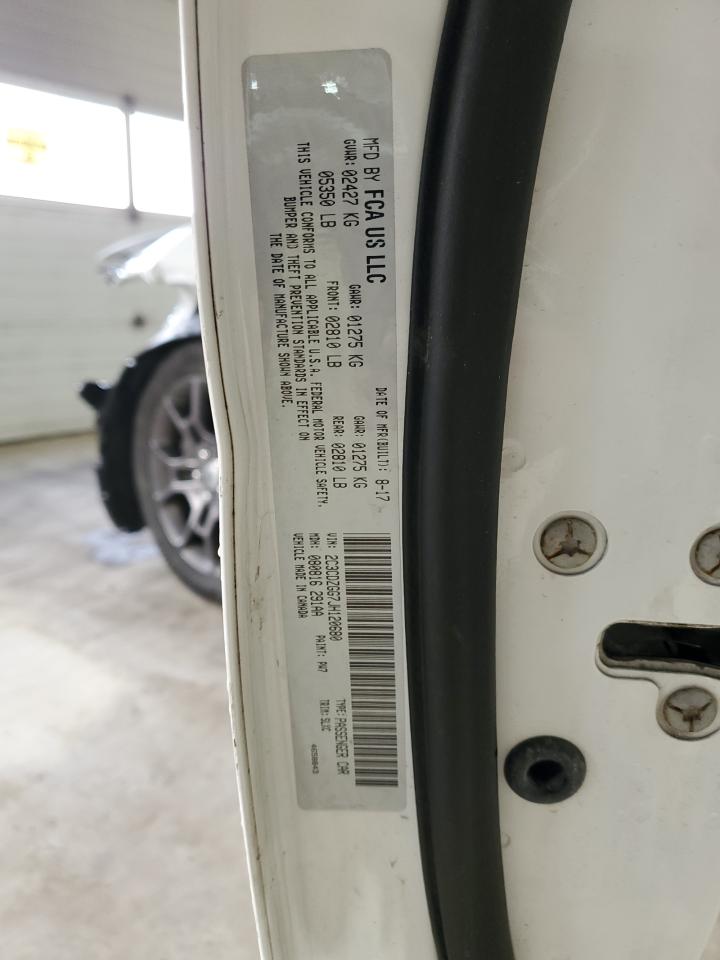 MFD BY FCA US LLC
DATE OF MFR(BUILT): 8-17
GVWR: 02427 KG
GAWR: 01275 KG
GAWR: 01275 KG
05350 LB
FRONT: 02810 LB
REAR: 02810 LB
THIS VEHICLE CONFORMS TO ALL APPLICABLE U.S.A. FEDERAL MOTOR VEHICLE SAFETY,
BUMPER AND THEFT PREVENTION STANDARDS IN EFFECT ON
THE DATE OF MANUFACTURE SHOWN ABOVE.
VIN: 2C3CDZGG7JH120680
TYPE: PASSENGER CAR
MDH: 080816 291AA
PAINT: PW7
TRIM: SLXC
VEHICLE MADE IN CANADA